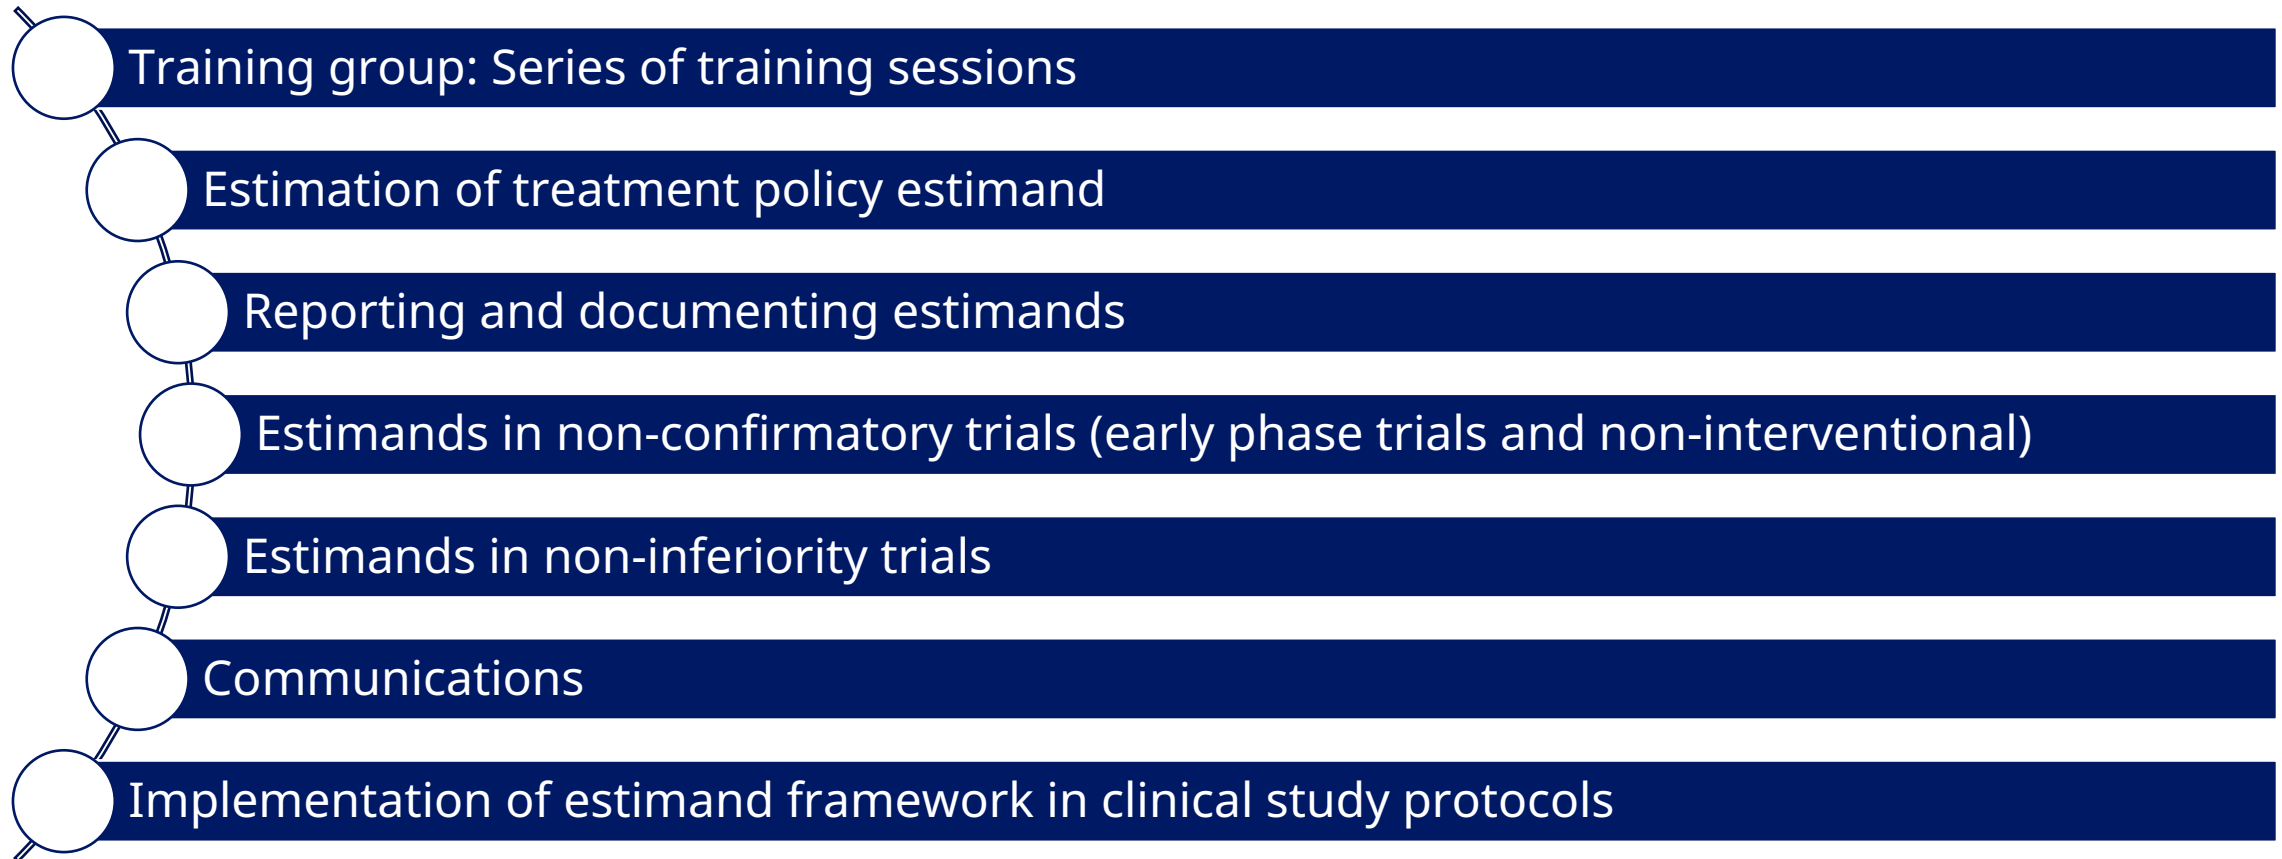 Training group: Series of training sessions
Estimation of treatment policy estimand
Reporting and documenting estimands
Estimands in non-confirmatory trials (early phase trials and non-interventional)
Estimands in non-inferiority trials
Communications
Implementation of estimand framework in clinical study protocols